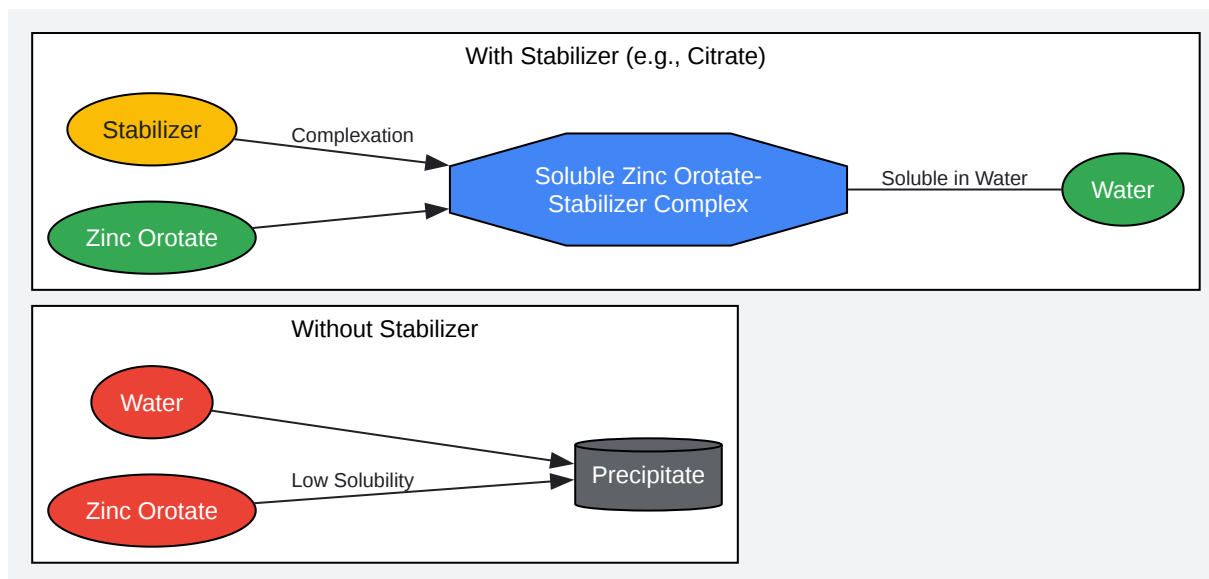 With Stabilizer (e.g., Citrate)
Stabilizer
Complexation
Zinc Orotate
Soluble Zinc Orotate-
Stabilizer Complex
Soluble in Water
Water
Without Stabilizer
Water
Zinc Orotate
Low Solubility
Precipitate